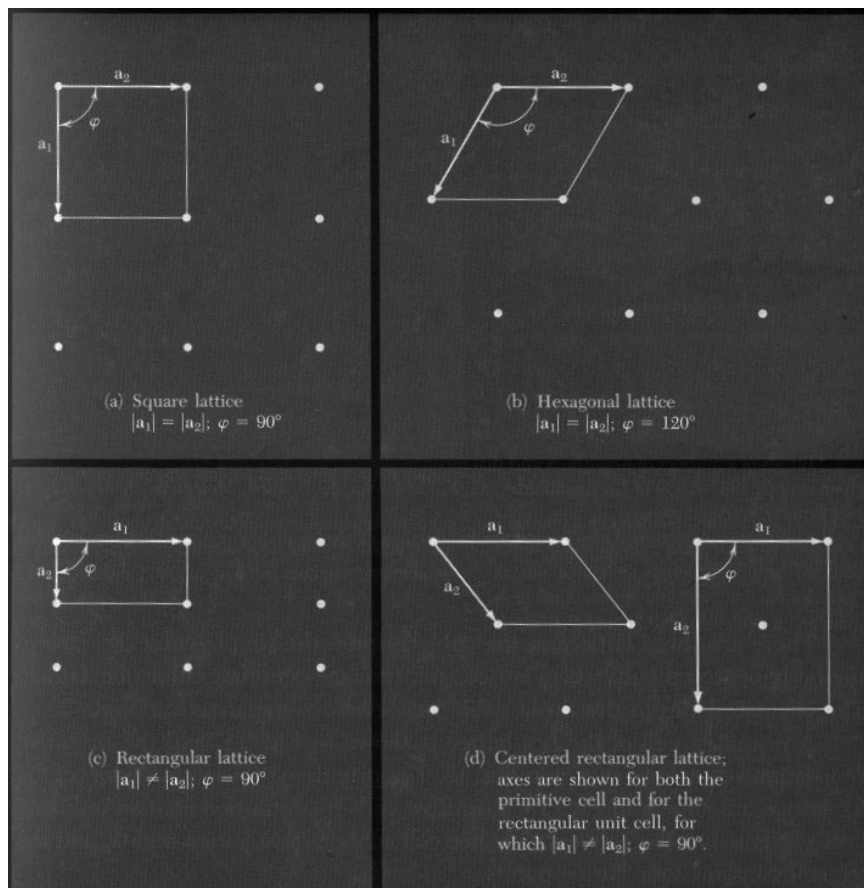 a₂
φ
a₁
(a) Square lattice
|a₁| = |a₂|; φ = 90°
a₂
φ
a₁
(b) Hexagonal lattice
|a₁| = |a₂|; φ = 120°
a₁
a₂
φ
(c) Rectangular lattice
|a₁| ≠ |a₂|; φ = 90°
a₁
a₂
a₁
φ
a₂
(d) Centered rectangular lattice;
axes are shown for both the
primitive cell and for the
rectangular unit cell, for
which |a₁| ≠ |a₂|; φ = 90°.